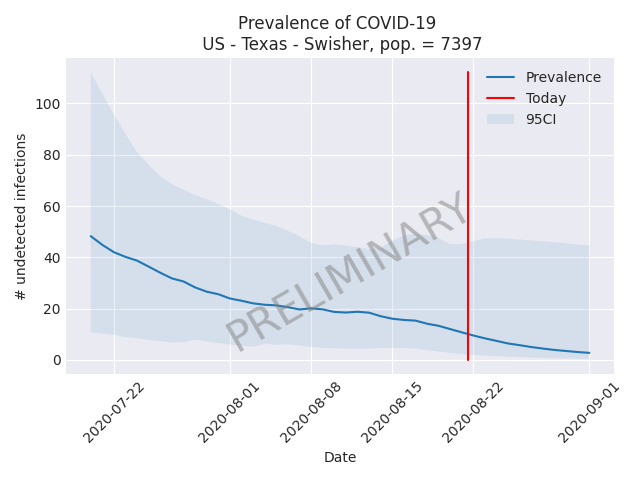 Prevalence of COVID-19
US - Texas - Swisher, pop. = 7397
Prevalence
Today
95CI
# undetected infections
100
80
60
40
20
0
PRELIMINARY
2020-07-22
2020-08-01
2020-08-08
2020-08-15
2020-08-22
2020-09-01
Date